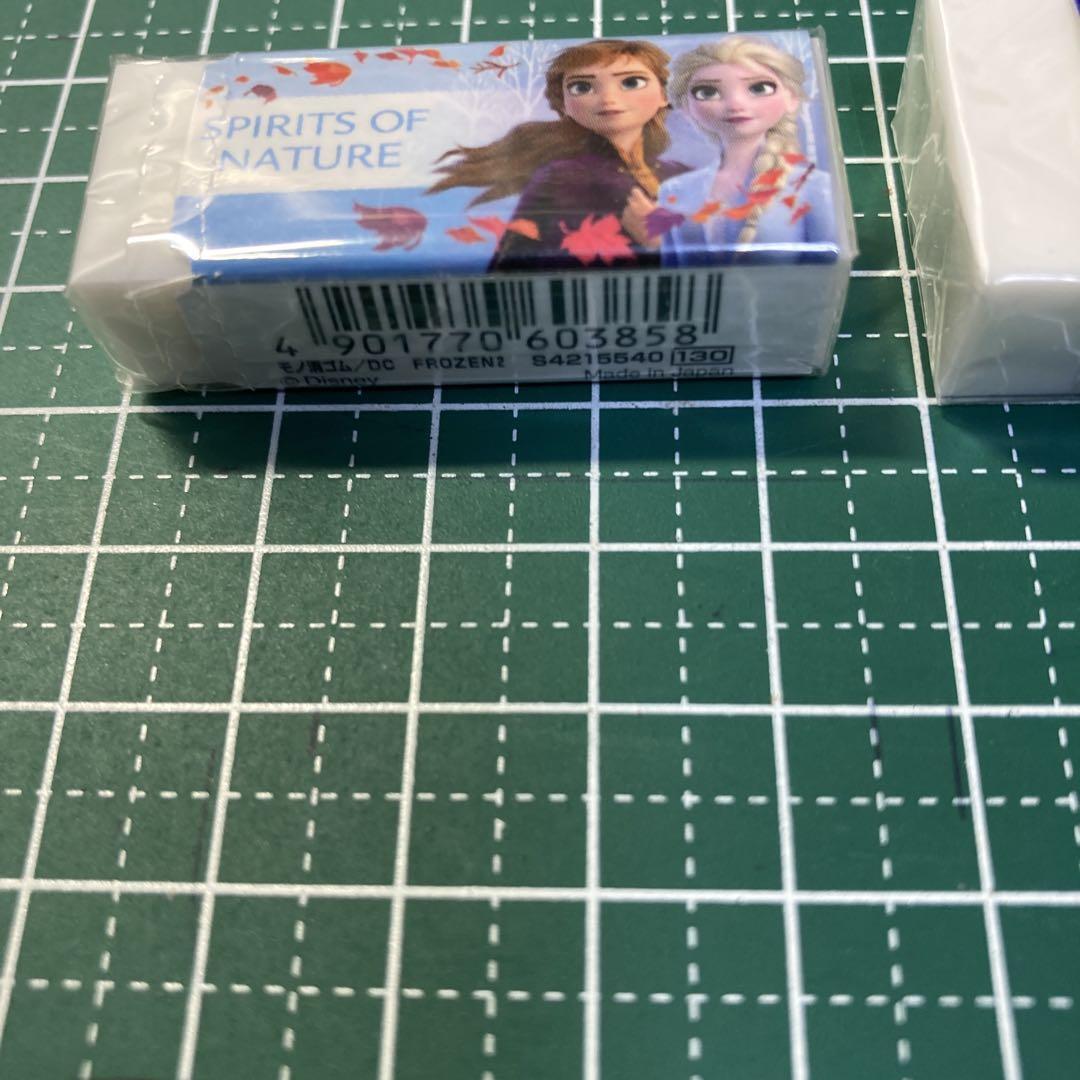 SPIRITS OF
NATURE
4 901770 603858
モノ消ゴム/DC FROZEN2 S4215540 130
© Disney Made in Japan